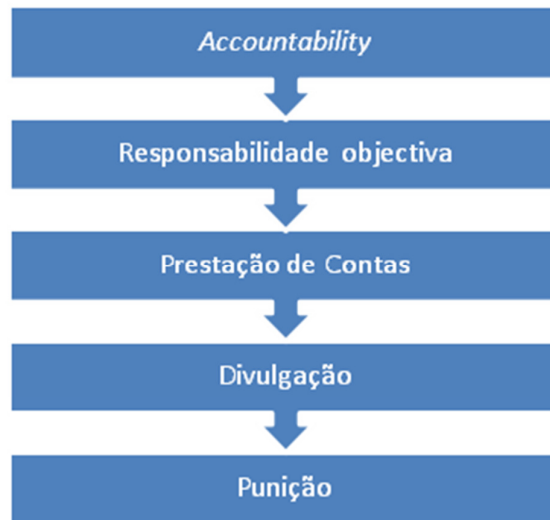 Accountability
Responsabilidade objectiva
Prestação de Contas
Divulgação
Punição